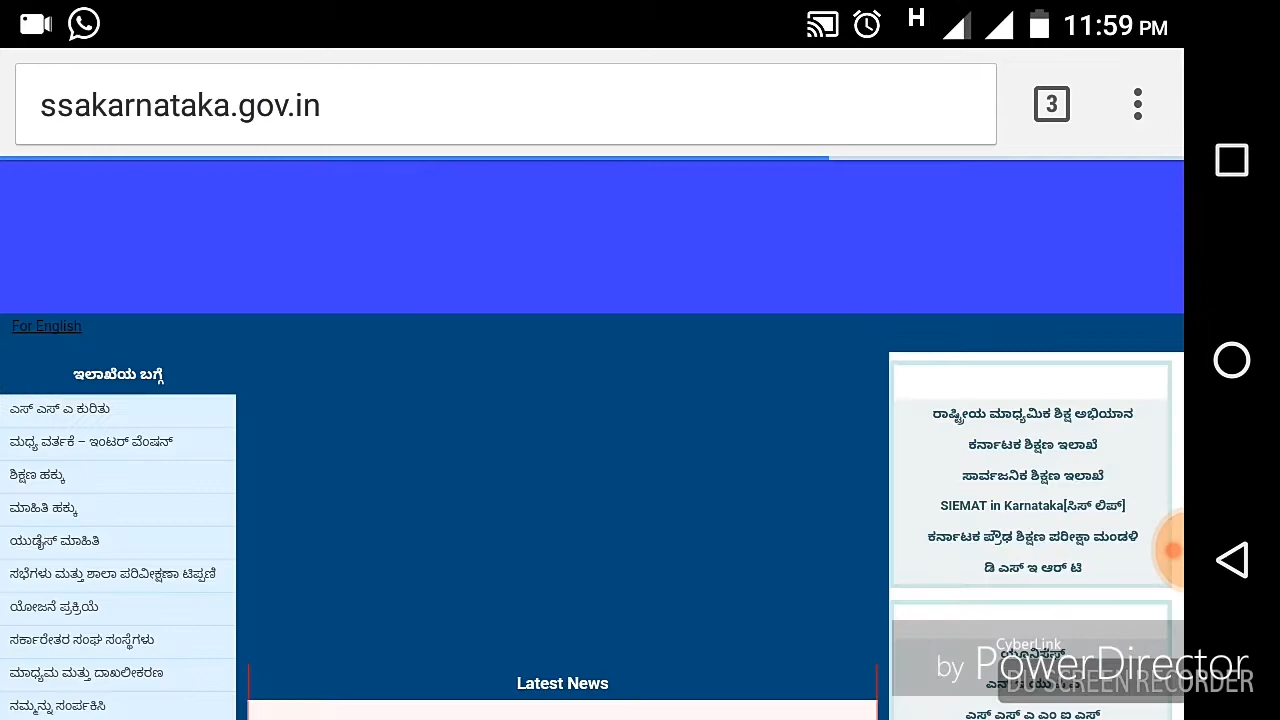 H 11:59 PM
ssakarnataka.gov.in
3
For English
ಇಲಾಖೆಯ ಬಗ್ಗೆ
ಎಸ್ ಎಸ್ ಎ ಕುರಿತು
ಮಧ್ಯ ವರ್ತಕೆ – ಇಂಟರ್ ವೆಂಷನ್
ಶಿಕ್ಷಣ ಹಕ್ಕು
ಮಾಹಿತಿ ಹಕ್ಕು
ಯುಡೈಸ್ ಮಾಹಿತಿ
ಸಭೆಗಳು ಮತ್ತು ಶಾಲಾ ಪರಿವೀಕ್ಷಣಾ ಟಿಪ್ಪಣಿ
ಯೋಜನೆ ಪ್ರಕ್ರಿಯೆ
ಸರ್ಕಾರೇತರ ಸಂಘ ಸಂಸ್ಥೆಗಳು
ಮಾಧ್ಯಮ ಮತ್ತು ದಾಖಲೀಕರಣ
ನಮ್ಮನ್ನು ಸಂಪರ್ಕಿಸಿ
Latest News
ರಾಷ್ಟ್ರೀಯ ಮಾಧ್ಯಮಿಕ ಶಿಕ್ಷ ಅಭಿಯಾನ
ಕರ್ನಾಟಕ ಶಿಕ್ಷಣ ಇಲಾಖೆ
ಸಾರ್ವಜನಿಕ ಶಿಕ್ಷಣ ಇಲಾಖೆ
SIEMAT in Karnataka[ಸಿಸ್ ಲಿಪ್]
ಕರ್ನಾಟಕ ಪ್ರೌಢ ಶಿಕ್ಷಣ ಪರೀಕ್ಷಾ ಮಂಡಳಿ
ಡಿ ಎಸ್ ಇ ಆರ್ ಟಿ
ಎಸ್ ಎಸ್ ಎ ಎಂ ಐ ಎಸ್
CyberLink
by PowerDirector
DU SCREEN RECORDER